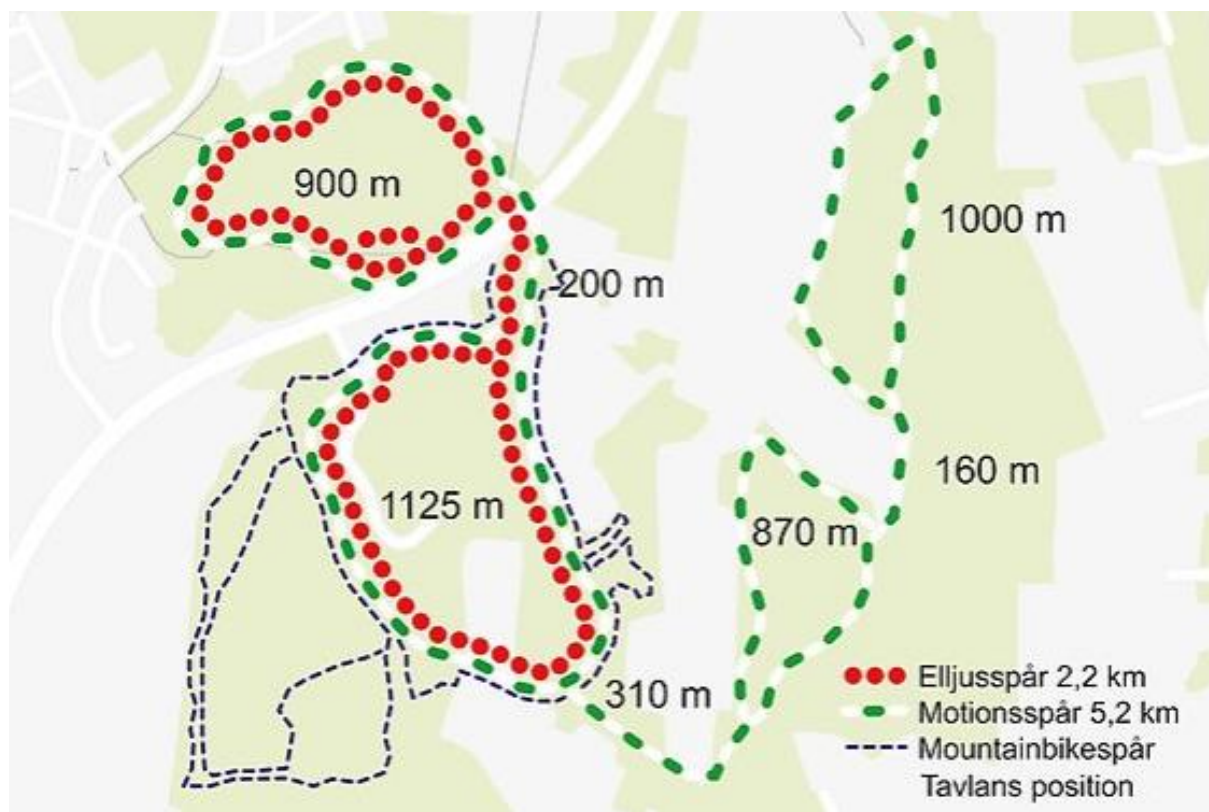 900 m
1000 m
200 m
160 m
1125 m
870 m
310 m
Elljusspår 2,2 km
Motionsspår 5,2 km
Mountainbikespår
Tavlans position